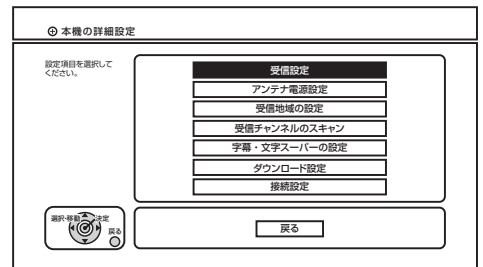 ⊕ 本機の詳細設定
設定項目を選択して
ください。
受信設定
アンテナ電源設定
受信地域の設定
受信チャンネルのスキャン
字幕・文字スーパーの設定
ダウンロード設定
接続設定
選択・移動 決定
戻る
戻る